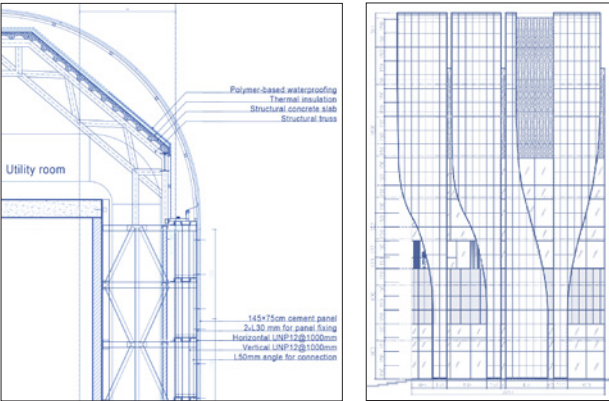 Polymer-based waterproofing
Thermal insulation
Structural concrete slab
Structural truss
Utility room
145×75cm cement panel
2xL30 mm for panel fixing
Horizontal UNP12@1000mm
Vertical UNP12@1000mm
L50mm angle for connection